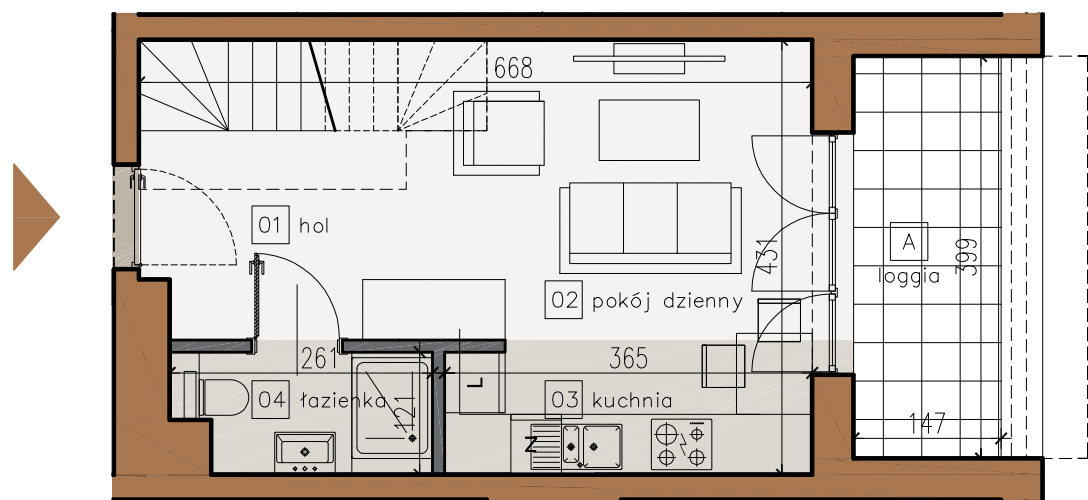 668
01 hol
431
A
loggia
399
02 pokój dzienny
261
365
L
04 łazienka
121
03 kuchnia
147
Z